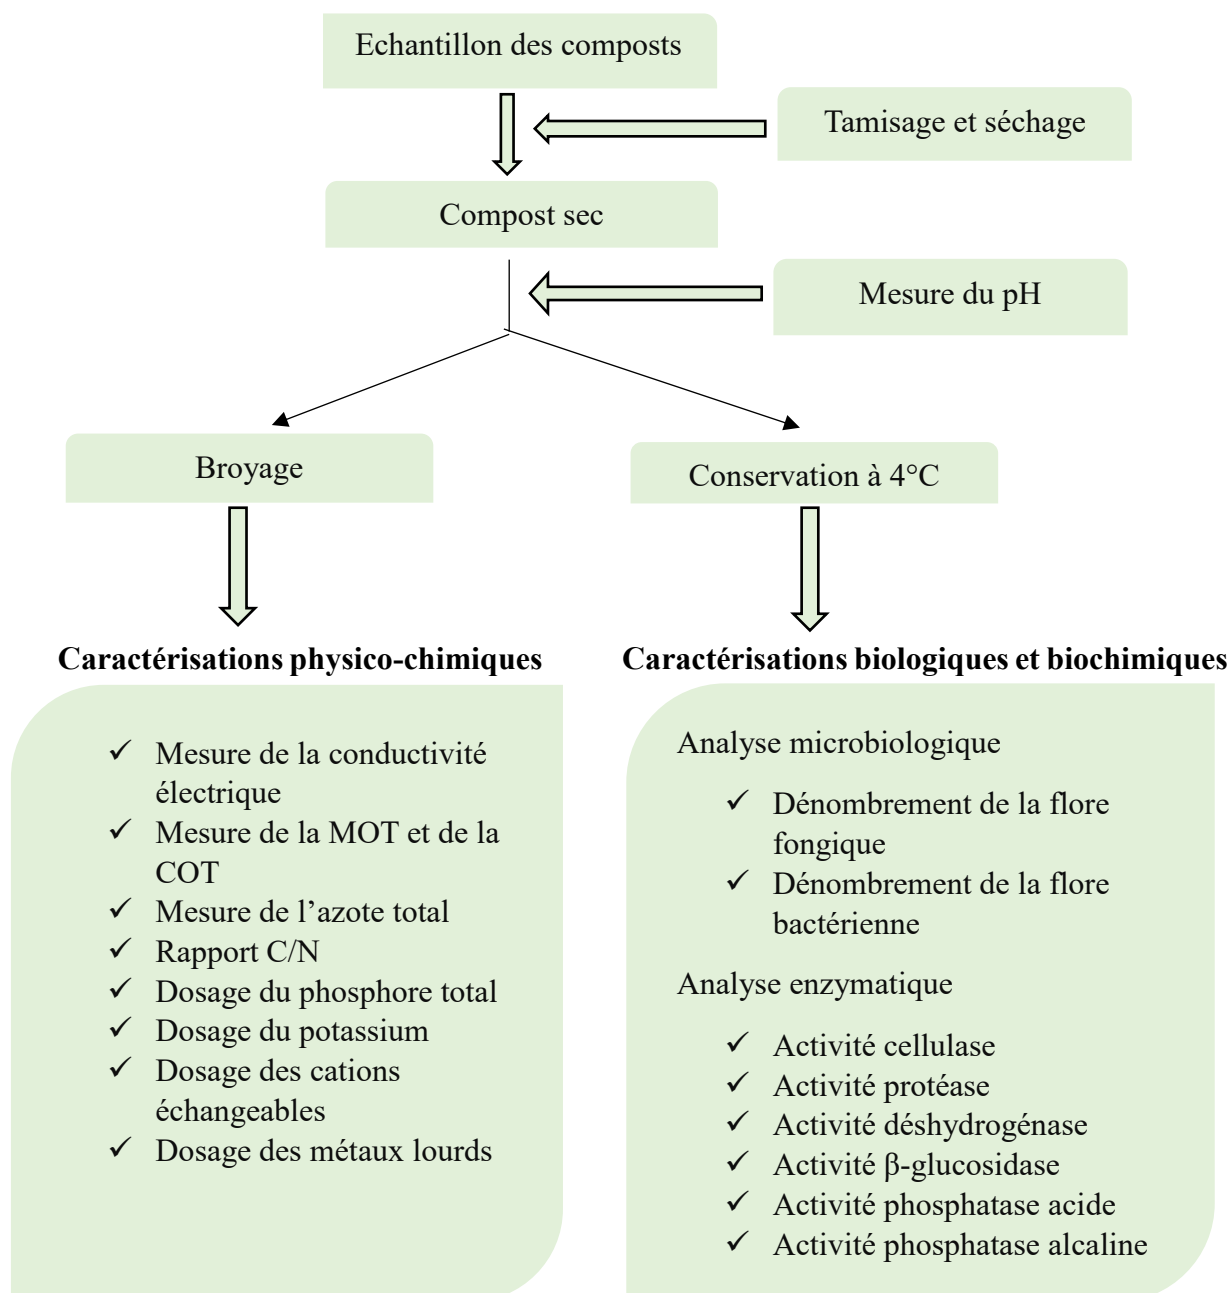 Echantillon des composts
Tamisage et séchage
Compost sec
Mesure du pH
Broyage
Conservation à 4°C
Caractérisations physico-chimiques
✓ Mesure de la conductivité
électrique
✓ Mesure de la MOT et de la
COT
✓ Mesure de l’azote total
✓ Rapport C/N
✓ Dosage du phosphore total
✓ Dosage du potassium
✓ Dosage des cations
échangeables
✓ Dosage des métaux lourds
Caractérisations biologiques et biochimiques
Analyse microbiologique
✓ Dénombrement de la flore
fongique
✓ Dénombrement de la flore
bactérienne
Analyse enzymatique
✓ Activité cellulase
✓ Activité protéase
✓ Activité déshydrogénase
✓ Activité β-glucosidase
✓ Activité phosphatase acide
✓ Activité phosphatase alcaline